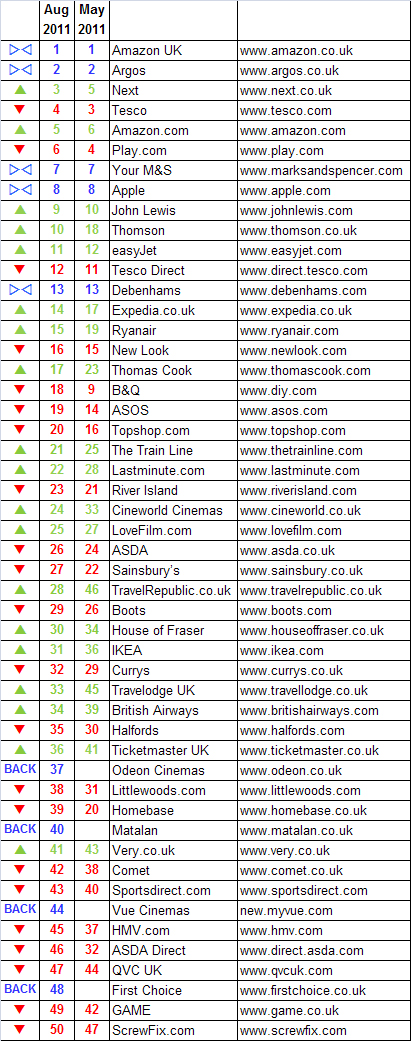 Aug May
2011 2011
1 1 Amazon UK www.amazon.co.uk
2 2 Argos www.argos.co.uk
3 5 Next www.next.co.uk
4 3 Tesco www.tesco.com
5 6 Amazon.com www.amazon.com
6 4 Play.com www.play.com
7 7 Your M&S www.marksandspencer.com
8 8 Apple www.apple.com
9 10 John Lewis www.johnlewis.com
10 18 Thomson www.thomson.co.uk
11 12 easyJet www.easyjet.com
12 11 Tesco Direct www.direct.tesco.com
13 13 Debenhams www.debenhams.com
14 17 Expedia.co.uk www.expedia.co.uk
15 19 Ryanair www.ryanair.com
16 15 New Look www.newlook.com
17 23 Thomas Cook www.thomascook.com
18 9 B&Q www.diy.com
19 14 ASOS www.asos.com
20 16 Topshop.com www.topshop.com
21 25 The Train Line www.thetrainline.com
22 28 Lastminute.com www.lastminute.com
23 21 River Island www.riverisland.com
24 33 Cineworld Cinemas www.cineworld.co.uk
25 27 LoveFilm.com www.lovefilm.com
26 24 ASDA www.asda.co.uk
27 22 Sainsbury's www.sainsbury.co.uk
28 46 TravelRepublic.co.uk www.travelrepublic.co.uk
29 26 Boots www.boots.com
30 34 House of Fraser www.houseoffraser.co.uk
31 36 IKEA www.ikea.com
32 29 Currys www.currys.co.uk
33 45 Travelodge UK www.travellodge.co.uk
34 39 British Airways www.britishairways.com
35 30 Halfords www.halfords.com
36 41 Ticketmaster UK www.ticketmaster.co.uk
BACK 37 Odeon Cinemas www.odeon.co.uk
38 31 Littlewoods.com www.littlewoods.com
39 20 Homebase www.homebase.co.uk
BACK 40 Matalan www.matalan.co.uk
41 43 Very.co.uk www.very.co.uk
42 38 Comet www.comet.co.uk
43 40 Sportsdirect.com www.sportsdirect.com
BACK 44 Vue Cinemas new.myvue.com
45 37 HMV.com www.hmv.com
46 32 ASDA Direct www.direct.asda.com
47 44 QVC UK www.qvcuk.com
BACK 48 First Choice www.firstchoice.co.uk
49 42 GAME www.game.co.uk
50 47 ScrewFix.com www.screwfix.com